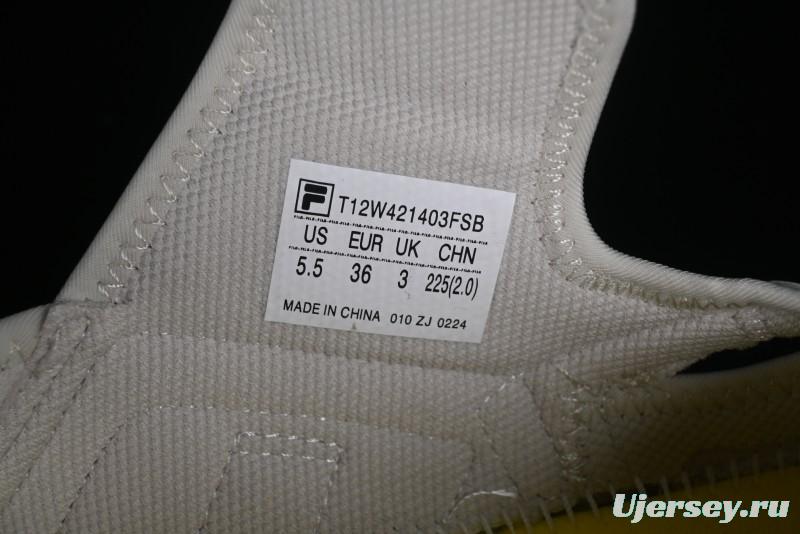 F T12W421403FSB
US EUR UK CHN
5.5 36 3 225(2.0)
MADE IN CHINA 010 ZJ 0224
Ujersey.ru